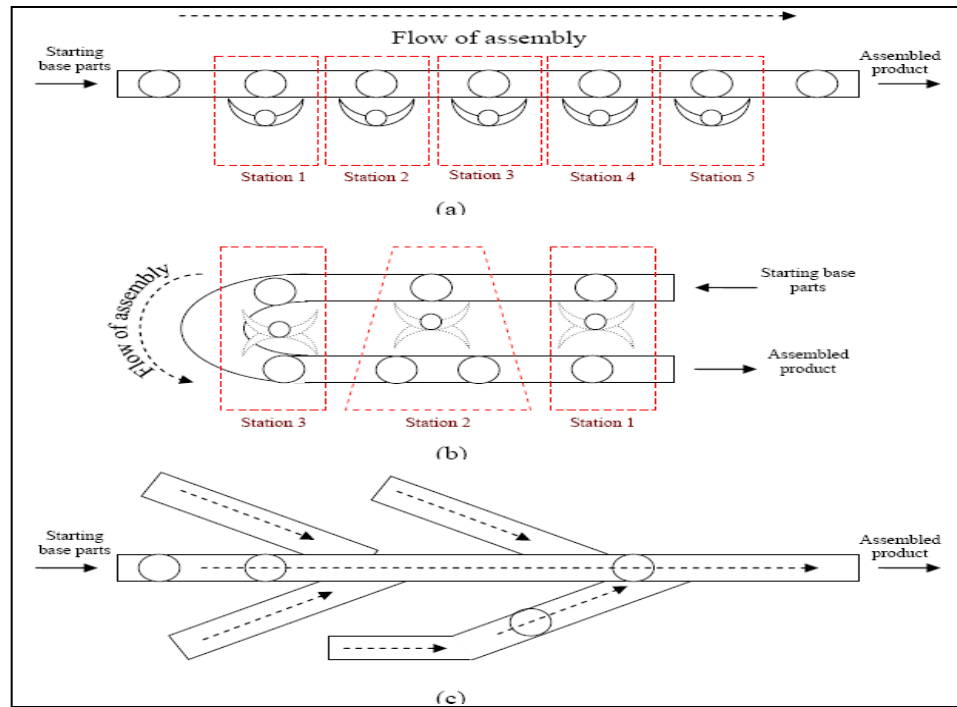 Flow of assembly
Starting
base parts
Assembled
product
Station 1
Station 2
Station 3
Station 4
Station 5
(a)
Flow of assembly
Starting base
parts
Assembled
product
Station 3
Station 2
Station 1
(b)
Starting
base parts
Assembled
product
(c)